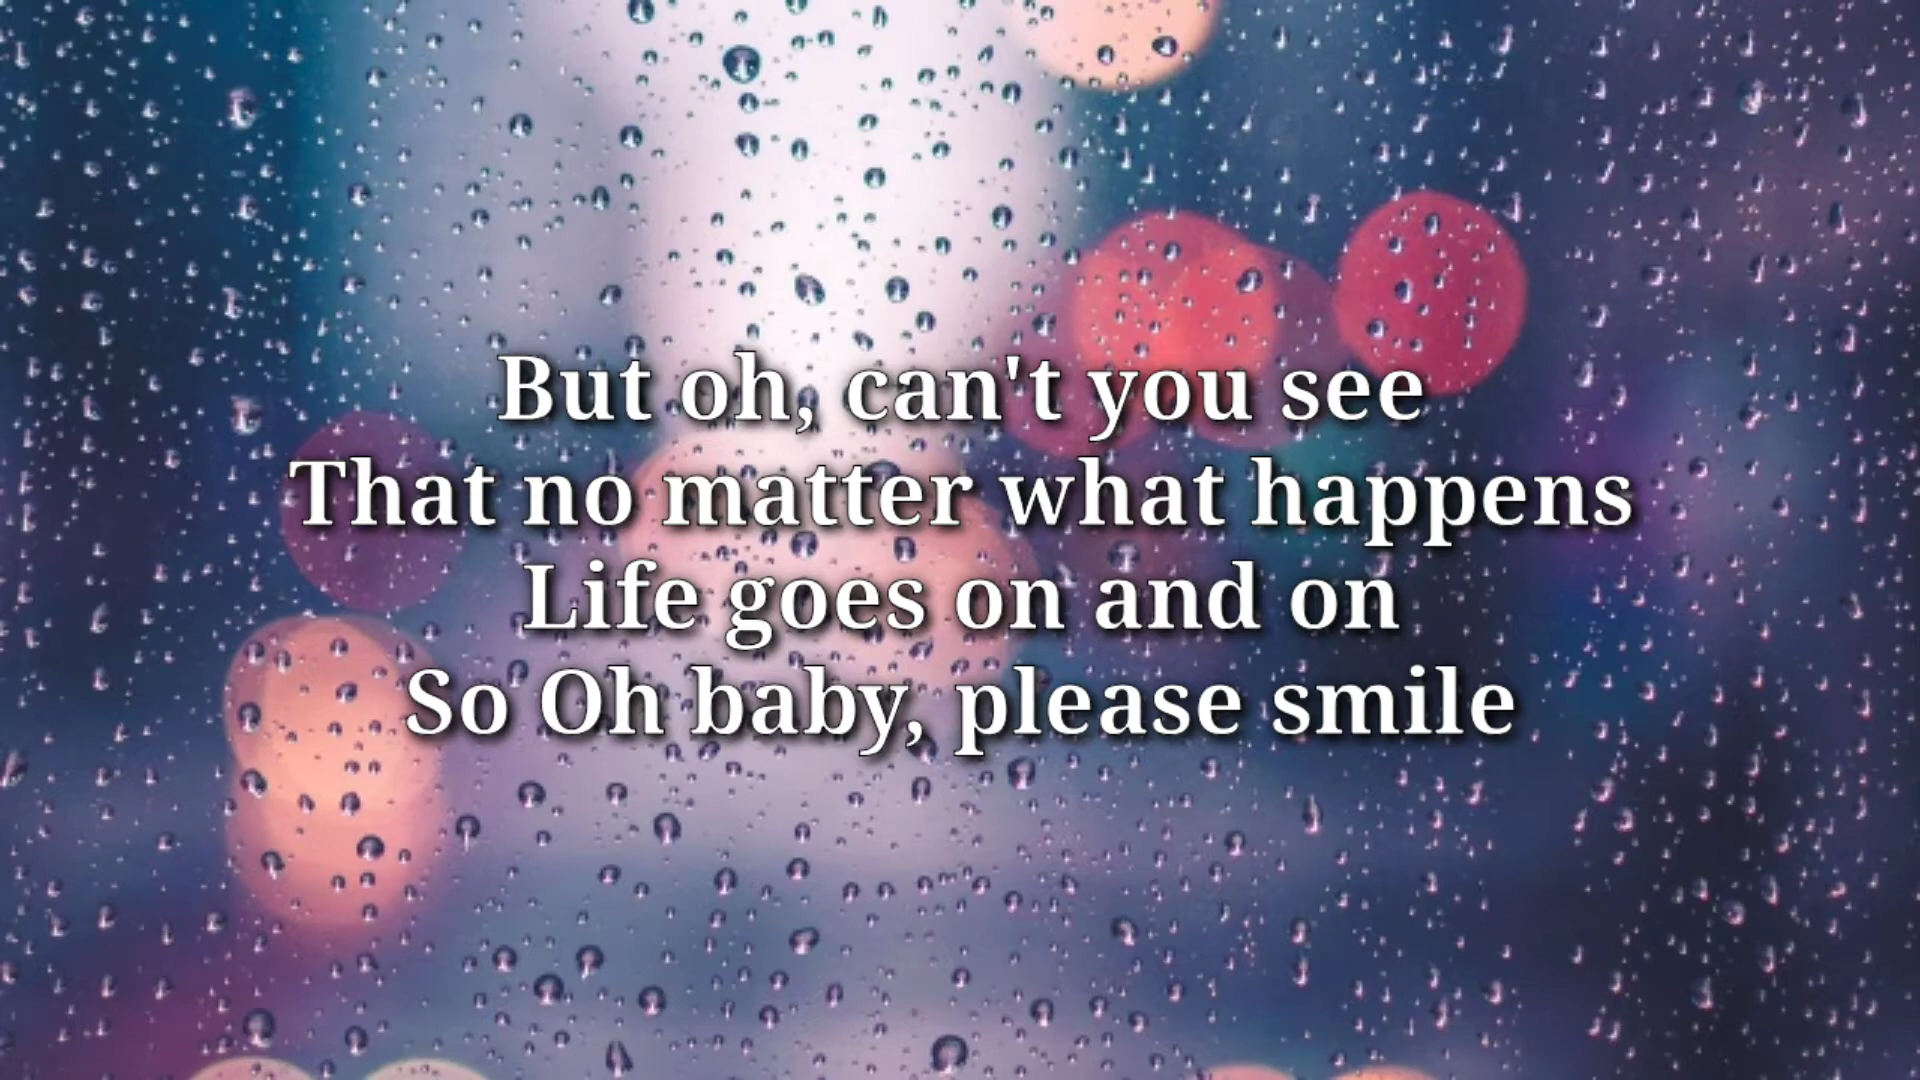 But oh, can't you see
That no matter what happens
Life goes on and on
So Oh baby, please smile